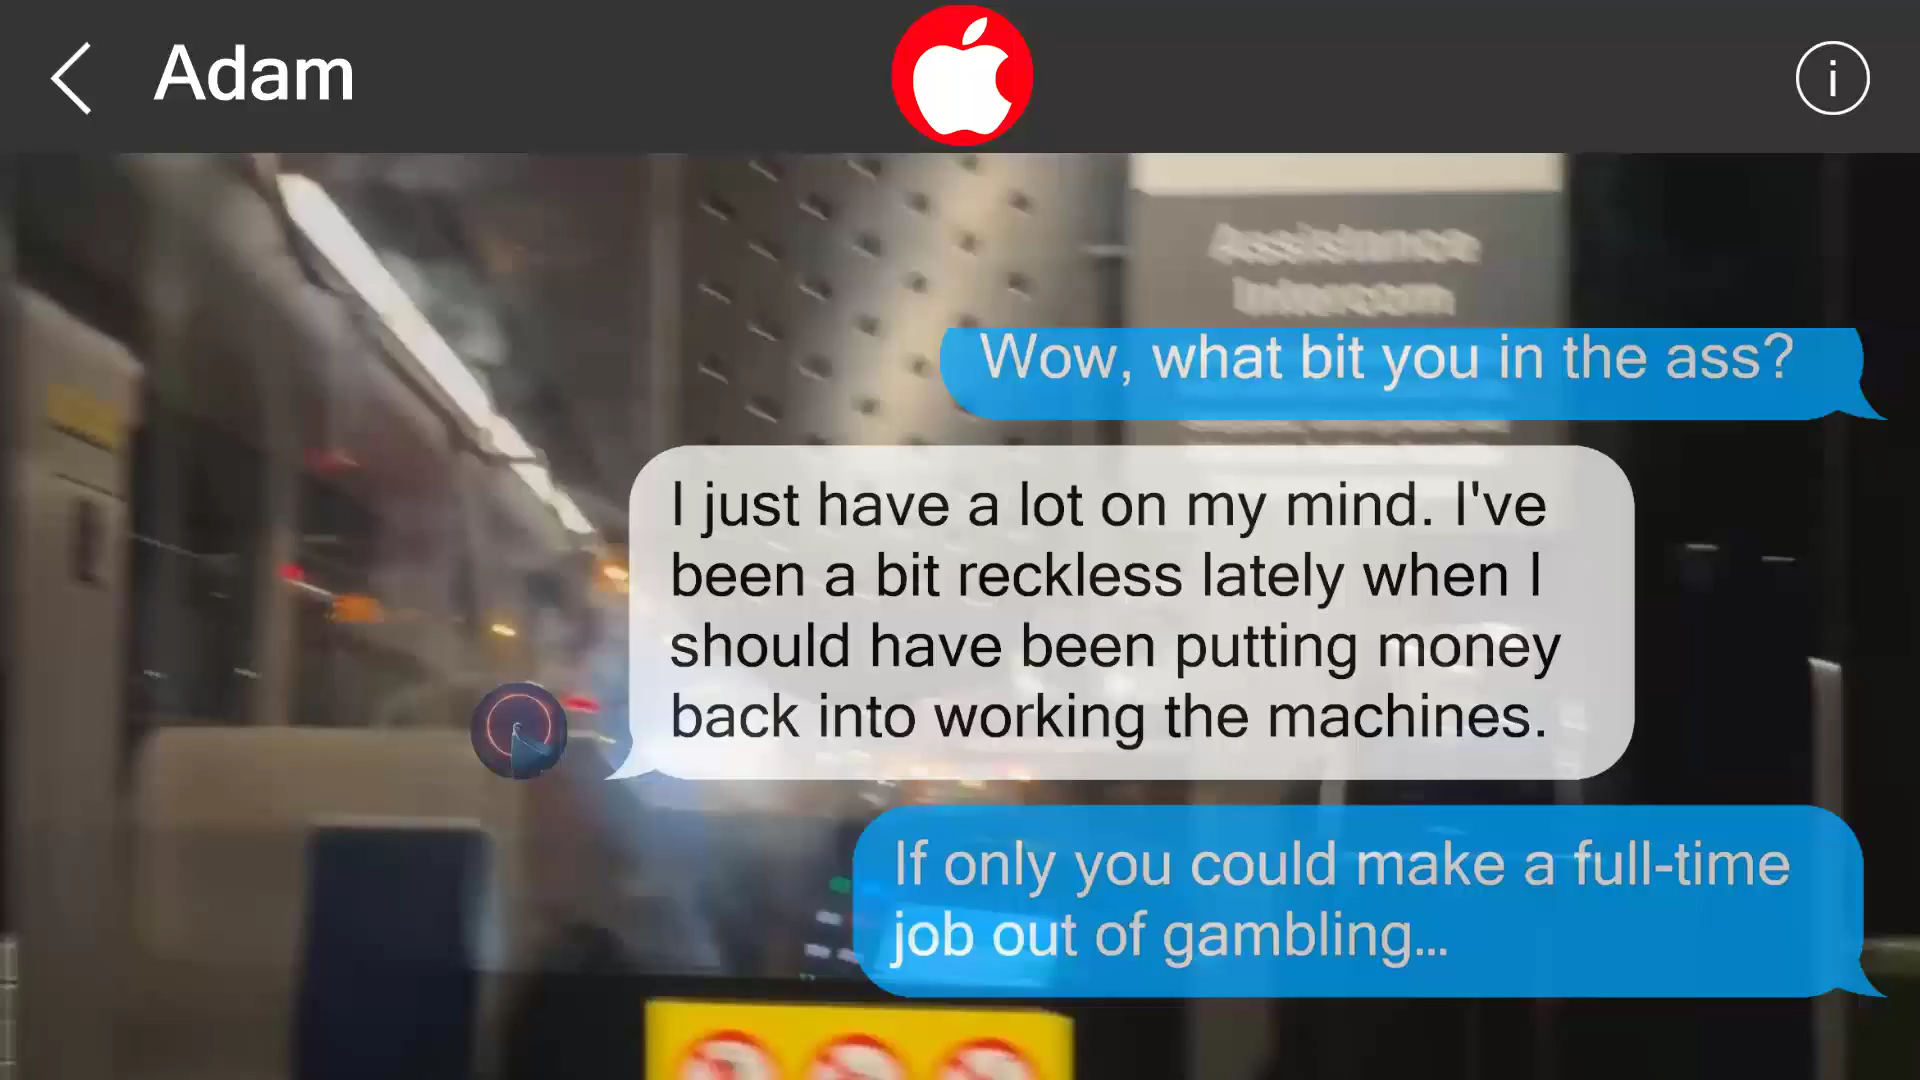 Adam
Assistance
Intercom
Wow, what bit you in the ass?
I just have a lot on my mind. I've
been a bit reckless lately when I
should have been putting money
back into working the machines.
If only you could make a full-time
job out of gambling...